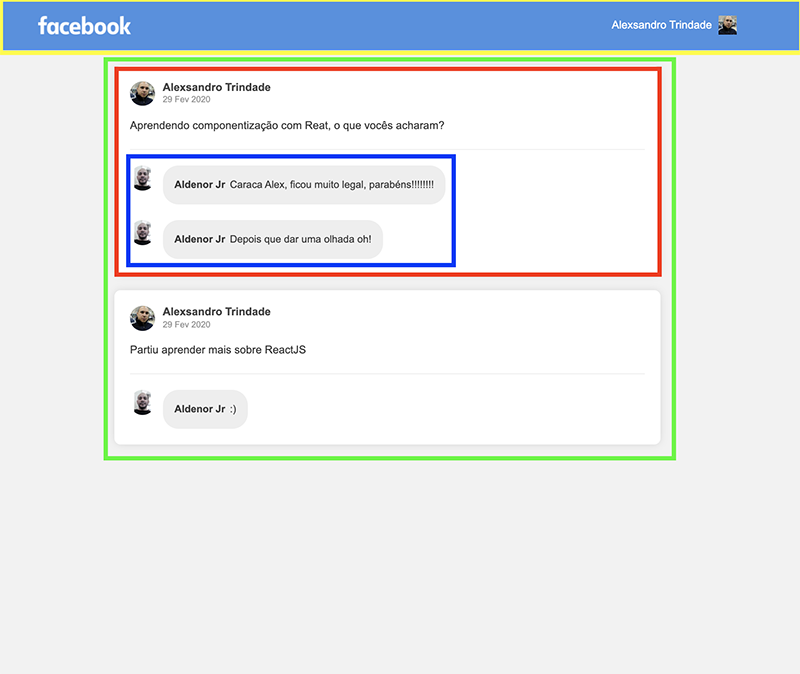 facebook
Alexsandro Trindade
Alexsandro Trindade
29 Fev 2020
Aprendendo componentização com Reat, o que vocês acharam?
Aldenor Jr Caraca Alex, ficou muito legal, parabéns!!!!!!!!
Aldenor Jr Depois que dar uma olhada oh!
Alexsandro Trindade
29 Fev 2020
Partiu aprender mais sobre ReactJS
Aldenor Jr :)